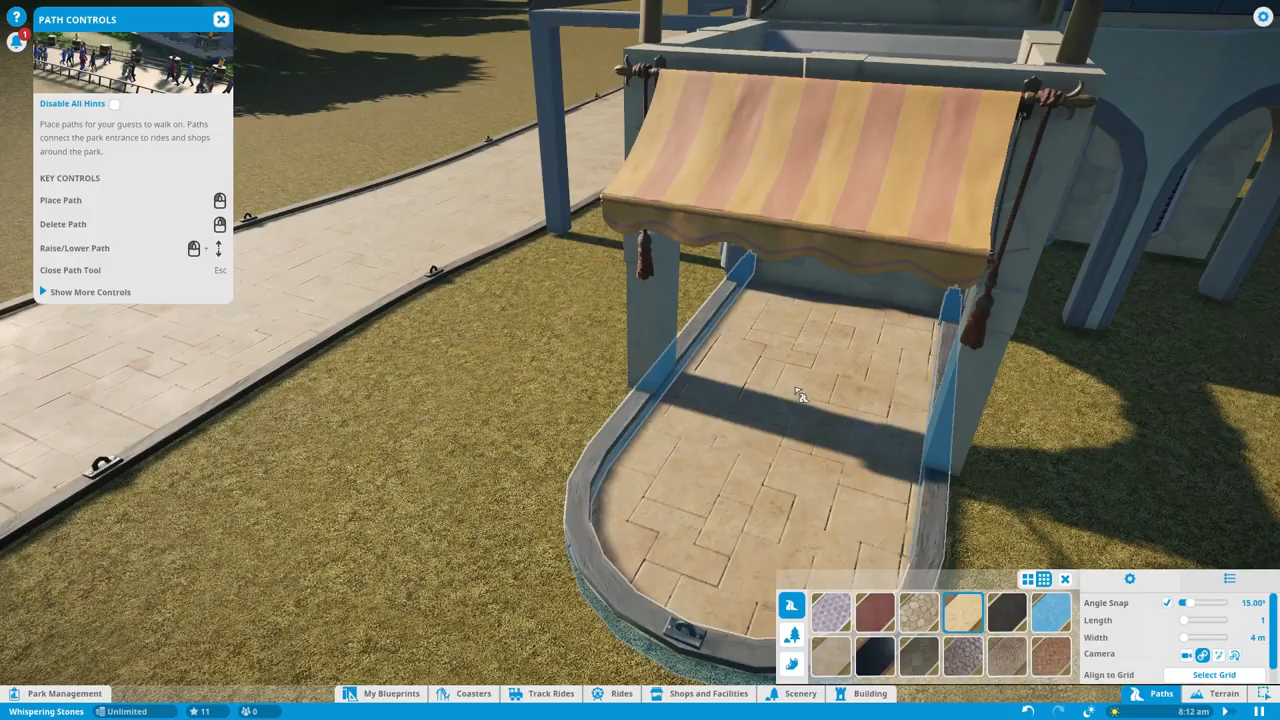 ?
1
PATH CONTROLS
Disable All Hints
Place paths for your guests to walk on. Paths
connect the park entrance to rides and shops
around the park.
KEY CONTROLS
Place Path
Delete Path
Raise/Lower Path +
Close Path Tool Esc
Show More Controls
Angle Snap 15.00°
Length 1
Width 4 m
Camera
Align to Grid Select Grid
Park Management My Blueprints Coasters Track Rides Rides Shops and Facilities Scenery Building Paths Terrain
Whispering Stones Unlimited 11 0 8:12 am